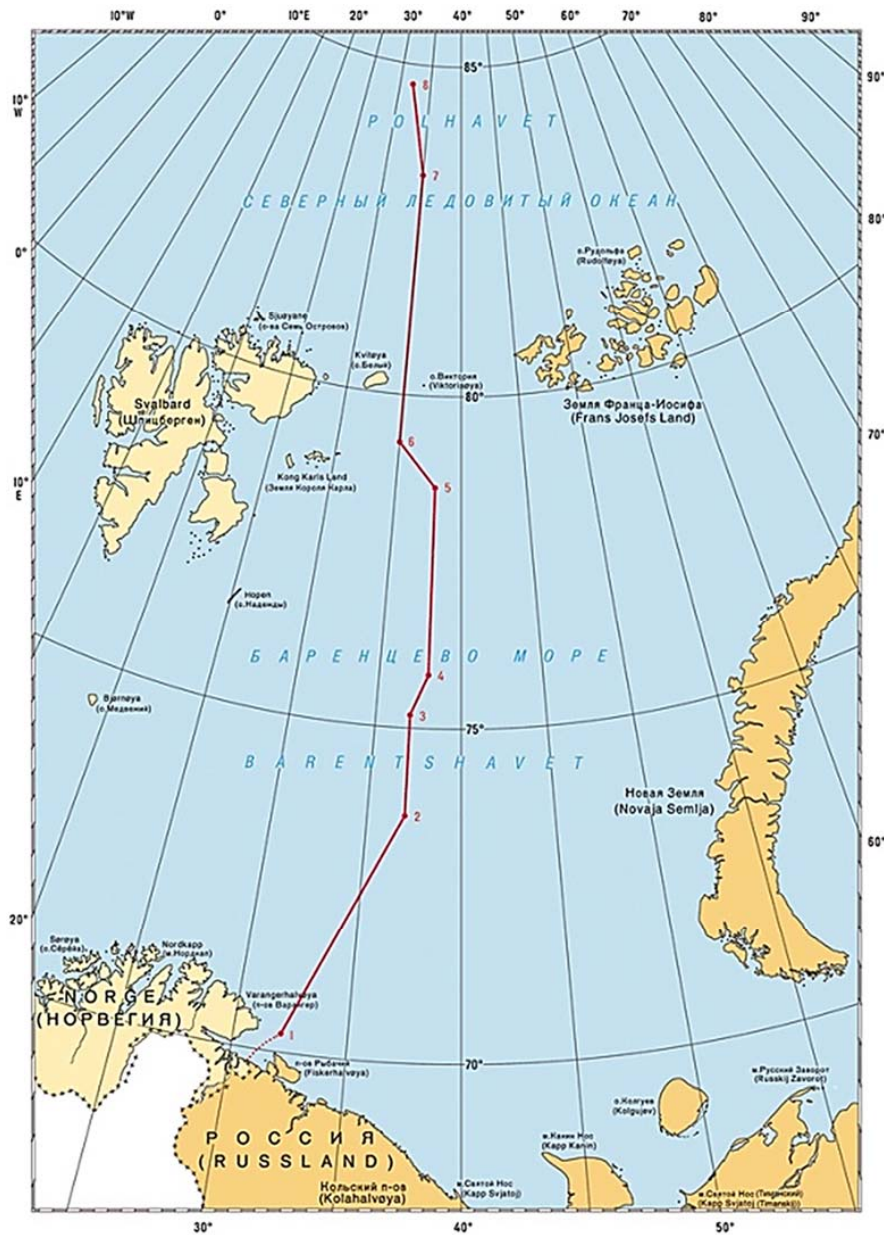 10°W 0° 10°E 20° 30° 40° 50° 60° 70° 80° 90°
85°
90°
10°
W
8
POLHAVET
7
СЕВЕРНЫЙ ЛЕДОВИТЫЙ ОКЕАН
80°
0°
о.Рудольфа
(Rudolføya)
Sjuøyane
(о-ва Семь Островов)
Kvitøya
(о.Белый)
о.Виктория
(Viktoriaøya)
80°
Svalbard
(Шпицберген)
Земля Франца-Иосифа
(Frans Josefs Land)
70°
6
10°
E
Kong Karls Land
(Земля Короля Карла)
5
Hopen
(о.Надежды)
БАРЕНЦЕВО МОРЕ
4
Bjørnøya
3
75°
BARENTSHAVET
Новая Земля
(Novaja Semlja)
2
60°
20°
Sørøya
Nordkapp
NORGE
(НОРВЕГИЯ)
Varangerhalvøya
(п-ов Варангер)
1
п-ов Рыбачий
(Fiskerhalvøya)
70°
м.Русский Заворот
(Russkij Zavorot)
о.Колгуев
(Kolgujev)
РОССИЯ
(RUSSLAND)
м.Канин Нос
(Kapp Kanin)
Кольский п-ов
(Kolahalvøya)
м.Святой Нос
(Kapp Svjatoj)
м.Святой Нос (Тиманский)
(Kapp Svjatoj (Timanskij))
30° 40° 50°